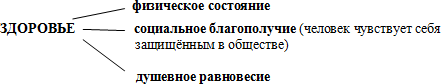 физическое состояние
ЗДОРОВЬЕ
социальное благополучие (человек чувствует себя
защищённым в обществе)
душевное равновесие